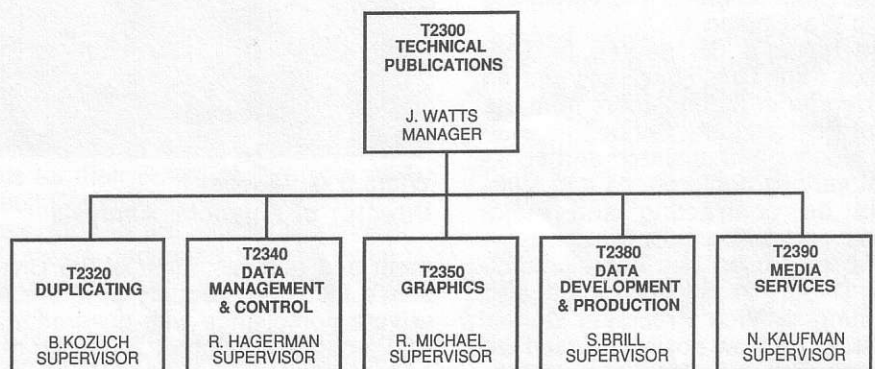 T2300
TECHNICAL
PUBLICATIONS
J. WATTS
MANAGER
T2320
DUPLICATING
B.KOZUCH
SUPERVISOR
T2340
DATA
MANAGEMENT
& CONTROL
R. HAGERMAN
SUPERVISOR
T2350
GRAPHICS
R. MICHAEL
SUPERVISOR
T2380
DATA
DEVELOPMENT
& PRODUCTION
S.BRILL
SUPERVISOR
T2390
MEDIA
SERVICES
N. KAUFMAN
SUPERVISOR